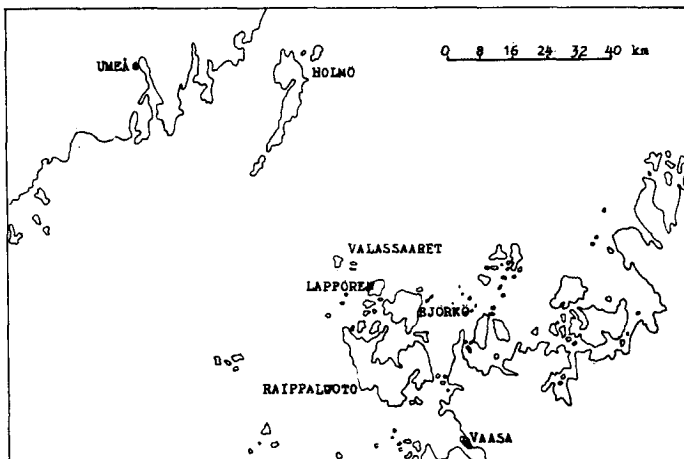 UMEÅ
HOLMÖ
0 8 16 24 32 40 km
VALASSAARET
LAPPÖREN
BJÖRKÖ
RAIPPALUOTO
VAASA